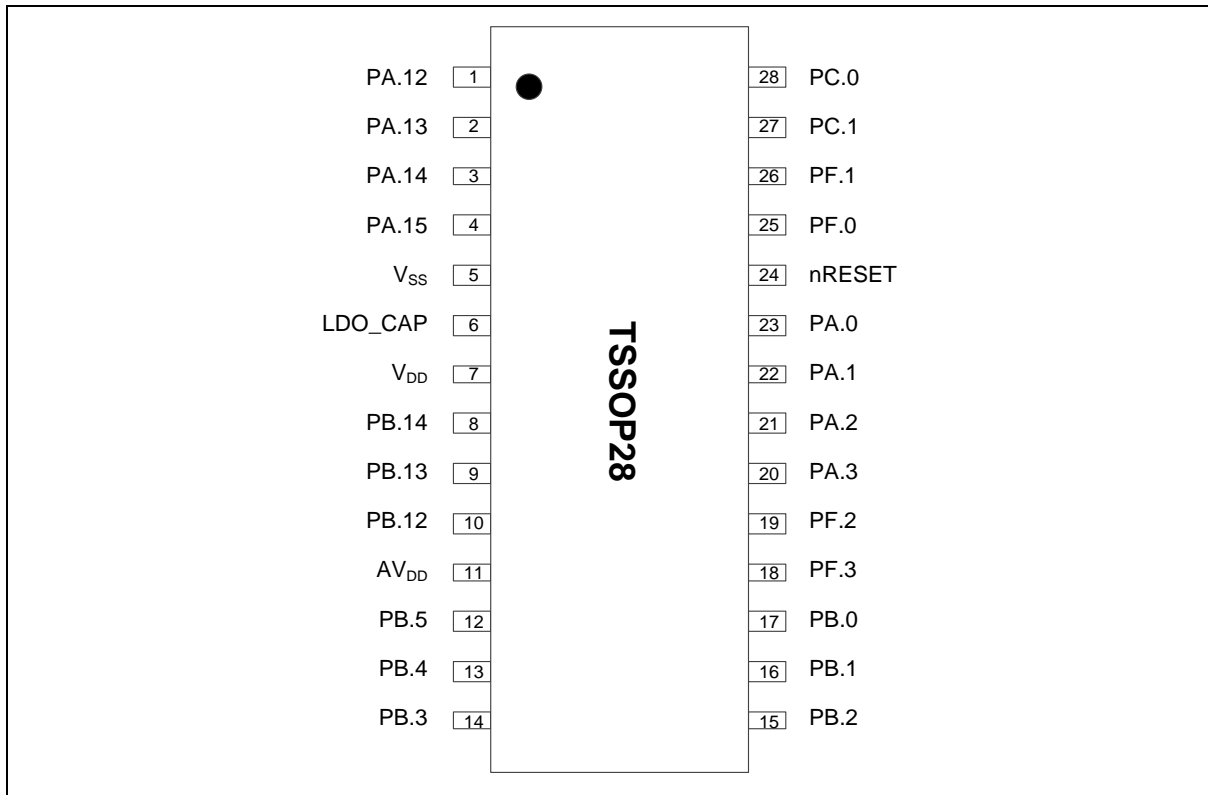 PA.12 1 28 PC.0
PA.13 2 27 PC.1
PA.14 3 26 PF.1
PA.15 4 25 PF.0
VSS 5 24 nRESET
LDO_CAP 6 23 PA.0
VDD 7 22 PA.1
PB.14 8 21 PA.2
PB.13 9 20 PA.3
PB.12 10 19 PF.2
AVDD 11 18 PF.3
PB.5 12 17 PB.0
PB.4 13 16 PB.1
PB.3 14 15 PB.2
TSSOP28